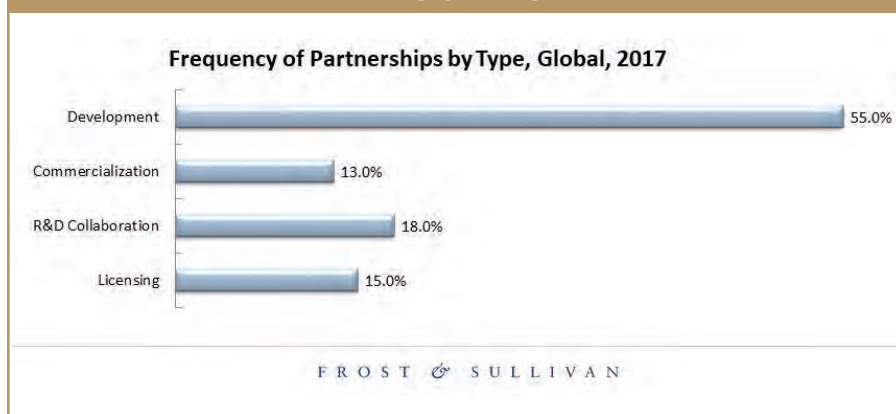 Frequency of Partnerships by Type, Global, 2017
Development 55.0%
Commercialization 13.0%
R&D Collaboration 18.0%
Licensing 15.0%
FROST & SULLIVAN